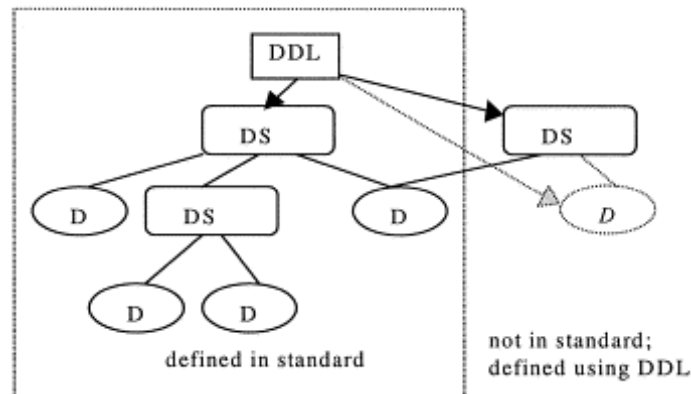 DDL
DS
DS
D
DS
D
D
D
D
defined in standard
not in standard;
defined using DDL